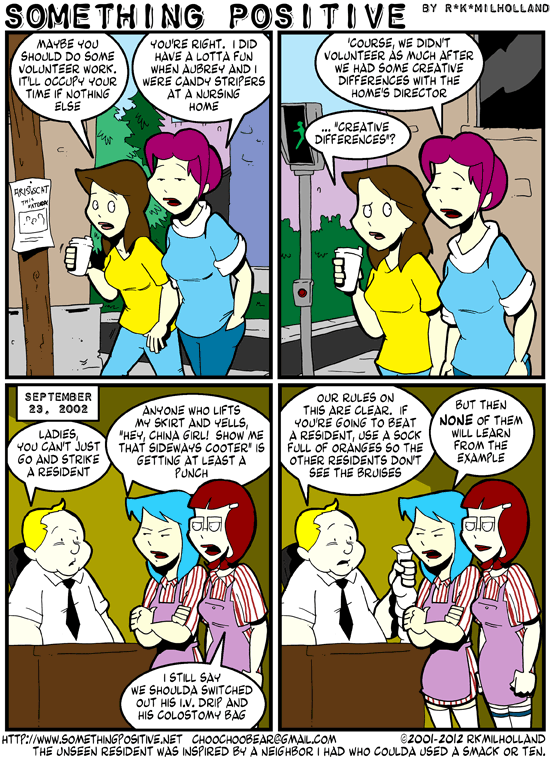 SOMETHING POSITIVE BY R*K*MILHOLLAND
MAYBE YOU
SHOULD DO SOME
VOLUNTEER WORK.
IT'LL OCCUPY YOUR
TIME IF NOTHING
ELSE
YOU'RE RIGHT. I DID
HAVE A LOTTA FUN
WHEN AUBREY AND I
WERE CANDY STRIPERS
AT A NURSING
HOME
ARISTOCAT
THIS
'COURSE, WE DIDN'T
VOLUNTEER AS MUCH AFTER
WE HAD SOME CREATIVE
DIFFERENCES WITH THE
HOME'S DIRECTOR
... "CREATIVE
DIFFERENCES"?
SEPTEMBER
23, 2002
LADIES,
YOU CAN'T JUST
GO AND STRIKE
A RESIDENT
ANYONE WHO LIFTS
MY SKIRT AND YELLS,
"HEY, CHINA GIRL! SHOW ME
THAT SIDEWAYS COOTER" IS
GETTING AT LEAST A
PUNCH
I STILL SAY
WE SHOULDA SWITCHED
OUT HIS I.V. DRIP AND
HIS COLOSTOMY BAG
OUR RULES ON
THIS ARE CLEAR. IF
YOU'RE GOING TO BEAT
A RESIDENT, USE A SOCK
FULL OF ORANGES SO THE
OTHER RESIDENTS DON'T
SEE THE BRUISES
BUT THEN
NONE OF THEM
WILL LEARN
FROM THE
EXAMPLE
HTTP://WWW.SOMETHINGPOSITIVE.NET CHOOCHOOBEAR@GMAIL.COM ©2001-2012 RKMILHOLLAND
THE UNSEEN RESIDENT WAS INSPIRED BY A NEIGHBOR I HAD WHO COULDA USED A SMACK OR TEN.